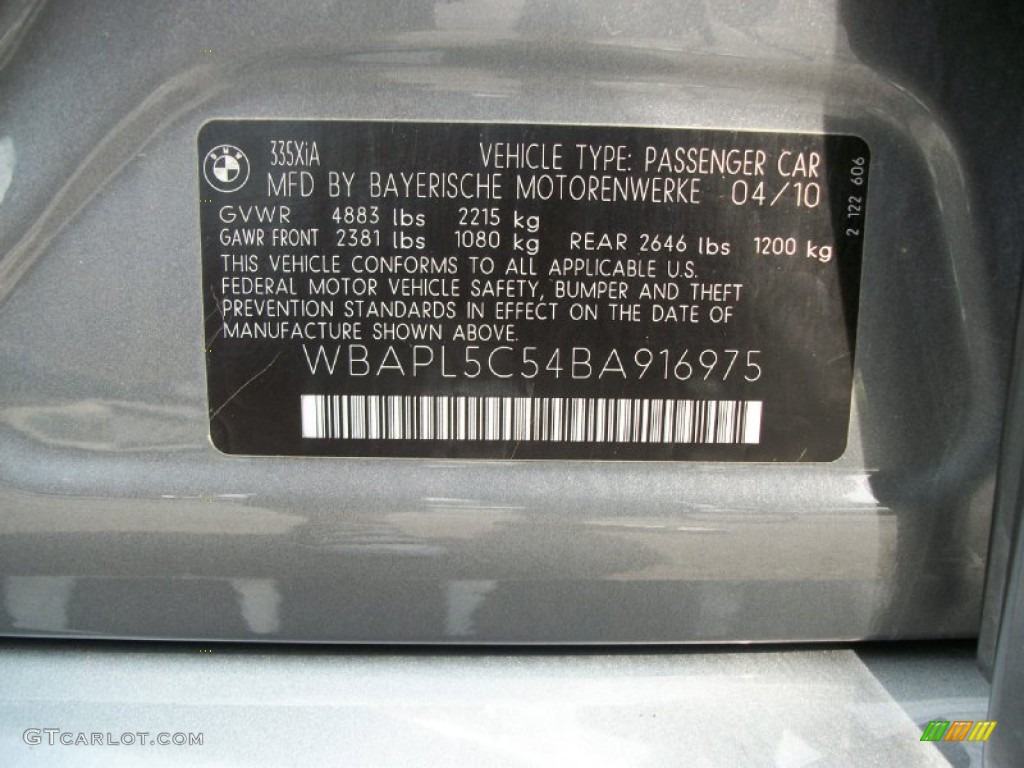 335XiA VEHICLE TYPE: PASSENGER CAR
MFD BY BAYERISCHE MOTORENWERKE 04/10
GVWR 4883 lbs 2215 kg
GAWR FRONT 2381 lbs 1080 kg REAR 2646 lbs 1200 kg
THIS VEHICLE CONFORMS TO ALL APPLICABLE U.S.
FEDERAL MOTOR VEHICLE SAFETY, BUMPER AND THEFT
PREVENTION STANDARDS IN EFFECT ON THE DATE OF
MANUFACTURE SHOWN ABOVE.
WBAPL5C54BA916975
2 122 606
GTCARLOT.COM